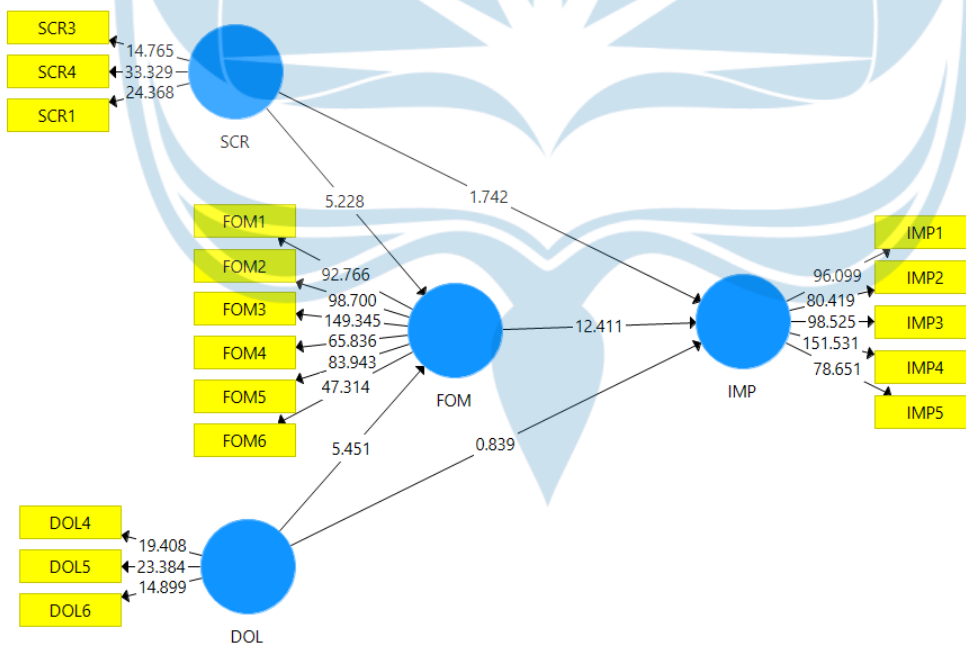 SCR3
SCR4
SCR1
14.765
33.329
24.368
SCR
5.228
1.742
FOM1
FOM2
FOM3
FOM4
FOM5
FOM6
92.766
98.700
149.345
65.836
83.943
47.314
FOM
12.411
IMP
96.099
80.419
98.525
151.531
78.651
IMP1
IMP2
IMP3
IMP4
IMP5
5.451
0.839
DOL4
DOL5
DOL6
19.408
23.384
14.899
DOL